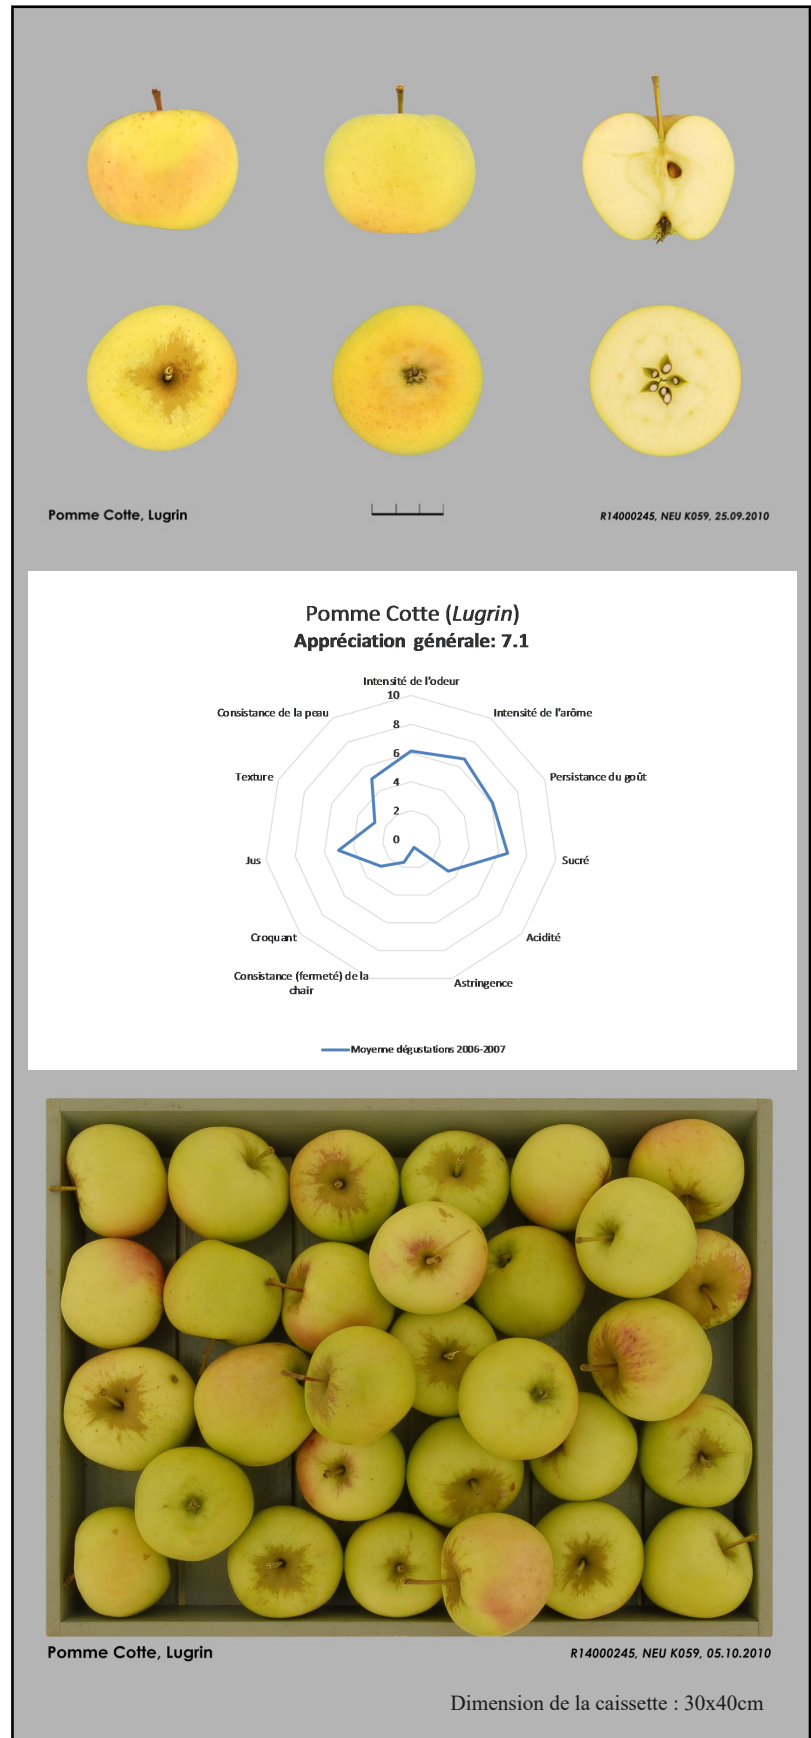 Pomme Cotte, Lugrin
R14000245, NEU K059, 25.09.2010
Pomme Cotte (Lugrin)
Appréciation générale: 7.1
Intensité de l'odeur
Intensité de l'arôme
Persistance du goût
Sucré
Acidité
Astringence
Consistance (fermeté) de la
chair
Croquant
Jus
Texture
Consistance de la peau
10
8
6
4
2
0
Moyenne dégustations 2006-2007
Pomme Cotte, Lugrin
R14000245, NEU K059, 05.10.2010
Dimension de la caissette : 30x40cm